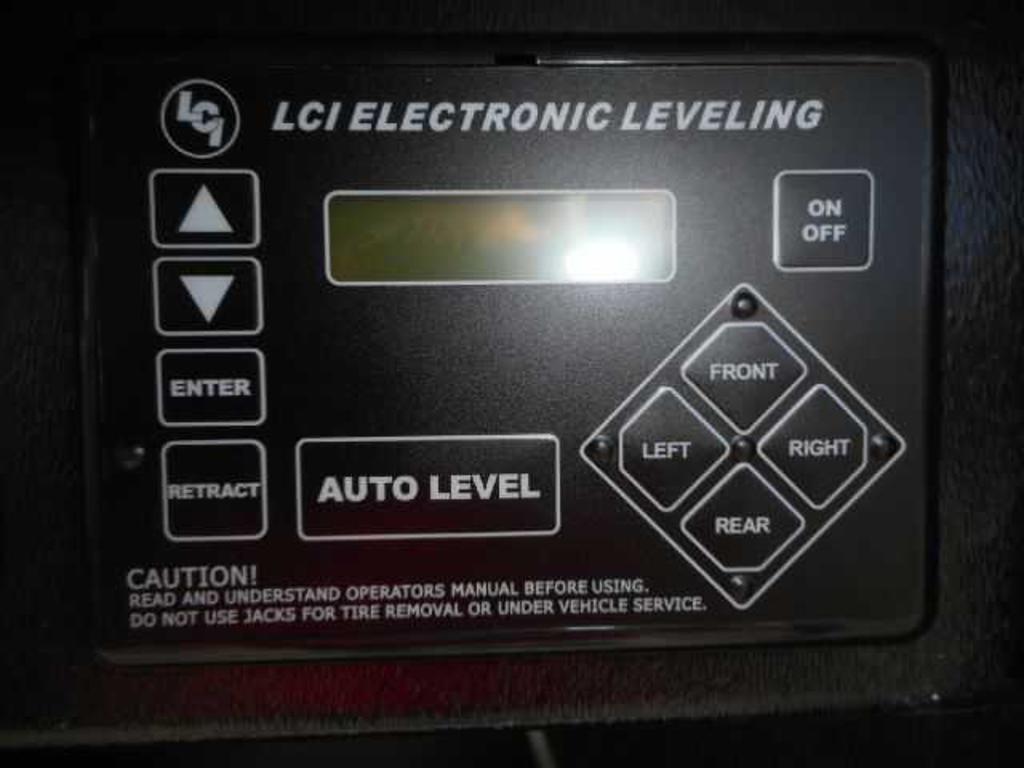 LCI
LCI ELECTRONIC LEVELING
ON
OFF
FRONT
ENTER
LEFT
RIGHT
RETRACT
AUTO LEVEL
REAR
CAUTION!
READ AND UNDERSTAND OPERATORS MANUAL BEFORE USING.
DO NOT USE JACKS FOR TIRE REMOVAL OR UNDER VEHICLE SERVICE.